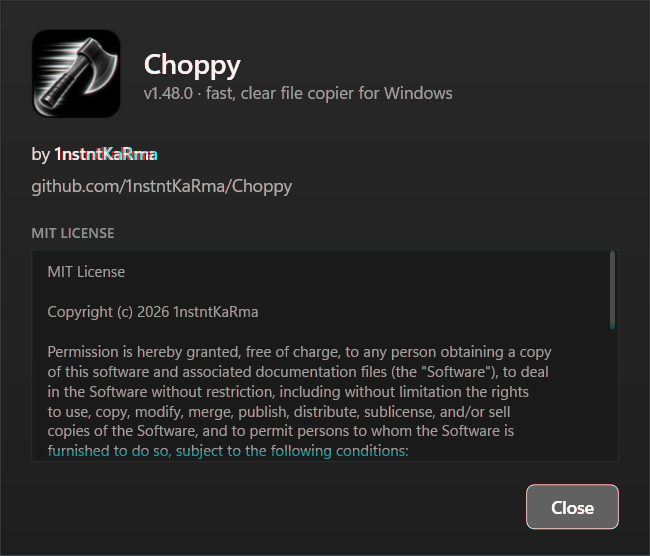 Choppy
v1.48.0 · fast, clear file copier for Windows
by 1nstntKaRma
github.com/1nstntKaRma/Choppy
MIT LICENSE
MIT License
Copyright (c) 2026 1nstntKaRma
Permission is hereby granted, free of charge, to any person obtaining a copy
of this software and associated documentation files (the "Software"), to deal
in the Software without restriction, including without limitation the rights
to use, copy, modify, merge, publish, distribute, sublicense, and/or sell
copies of the Software, and to permit persons to whom the Software is
furnished to do so, subject to the following conditions:
Close